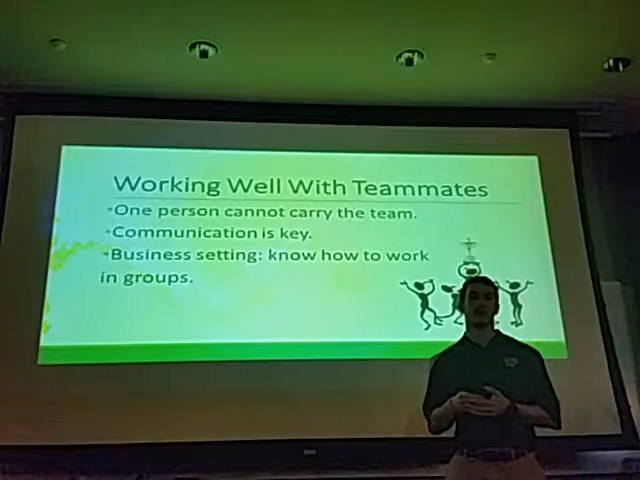 Working Well With Teammates
•One person cannot carry the team.
•Communication is key.
•Business setting: know how to work
in groups.